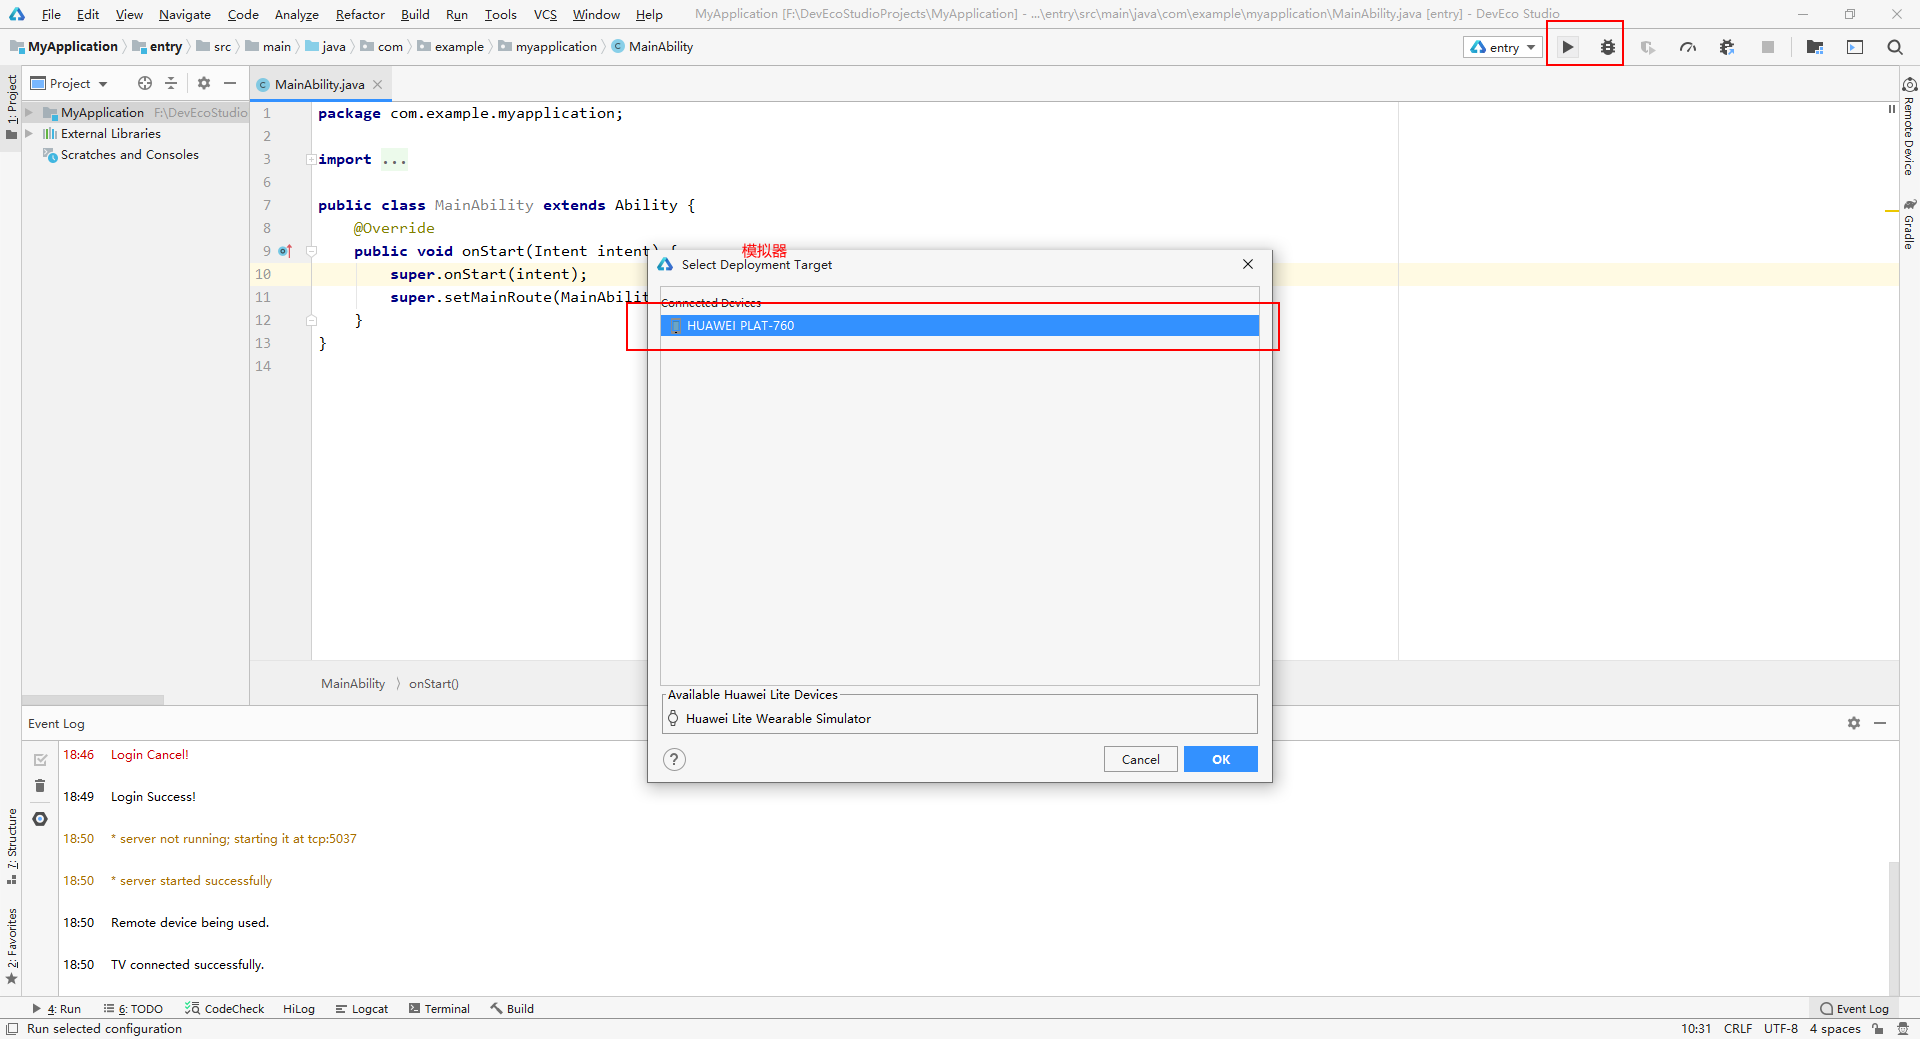 File Edit View Navigate Code Analyze Refactor Build Run Tools VCS Window Help MyApplication [F:\DevEcoStudioProjects\MyApplication] - ...\entry\src\main\java\com\example\myapplication\MainAbility.java [entry] - DevEco Studio
MyApplication entry src main java com example myapplication MainAbility entry
1: Project
Project
MainAbility.java
MyApplication F:\DevEcoStudio
External Libraries
Scratches and Consoles
1 package com.example.myapplication;
2
3 import ...
6
7 public class MainAbility extends Ability {
8 @Override
9 public void onStart(Intent intent) {
10 super.onStart(intent);
11 super.setMainRoute(MainAbilit
12 }
13 }
14
模拟器
Select Deployment Target
Connected Devices
HUAWEI PLAT-760
Available Huawei Lite Devices
Huawei Lite Wearable Simulator
?
Cancel OK
MainAbility onStart()
Remote Device
Gradle
Event Log
18:46 Login Cancel!
18:49 Login Success!
18:50 * server not running; starting it at tcp:5037
18:50 * server started successfully
18:50 Remote device being used.
18:50 TV connected successfully.
7: Structure
2: Favorites
4: Run 6: TODO CodeCheck HiLog Logcat Terminal Build Event Log
Run selected configuration 10:31 CRLF UTF-8 4 spaces